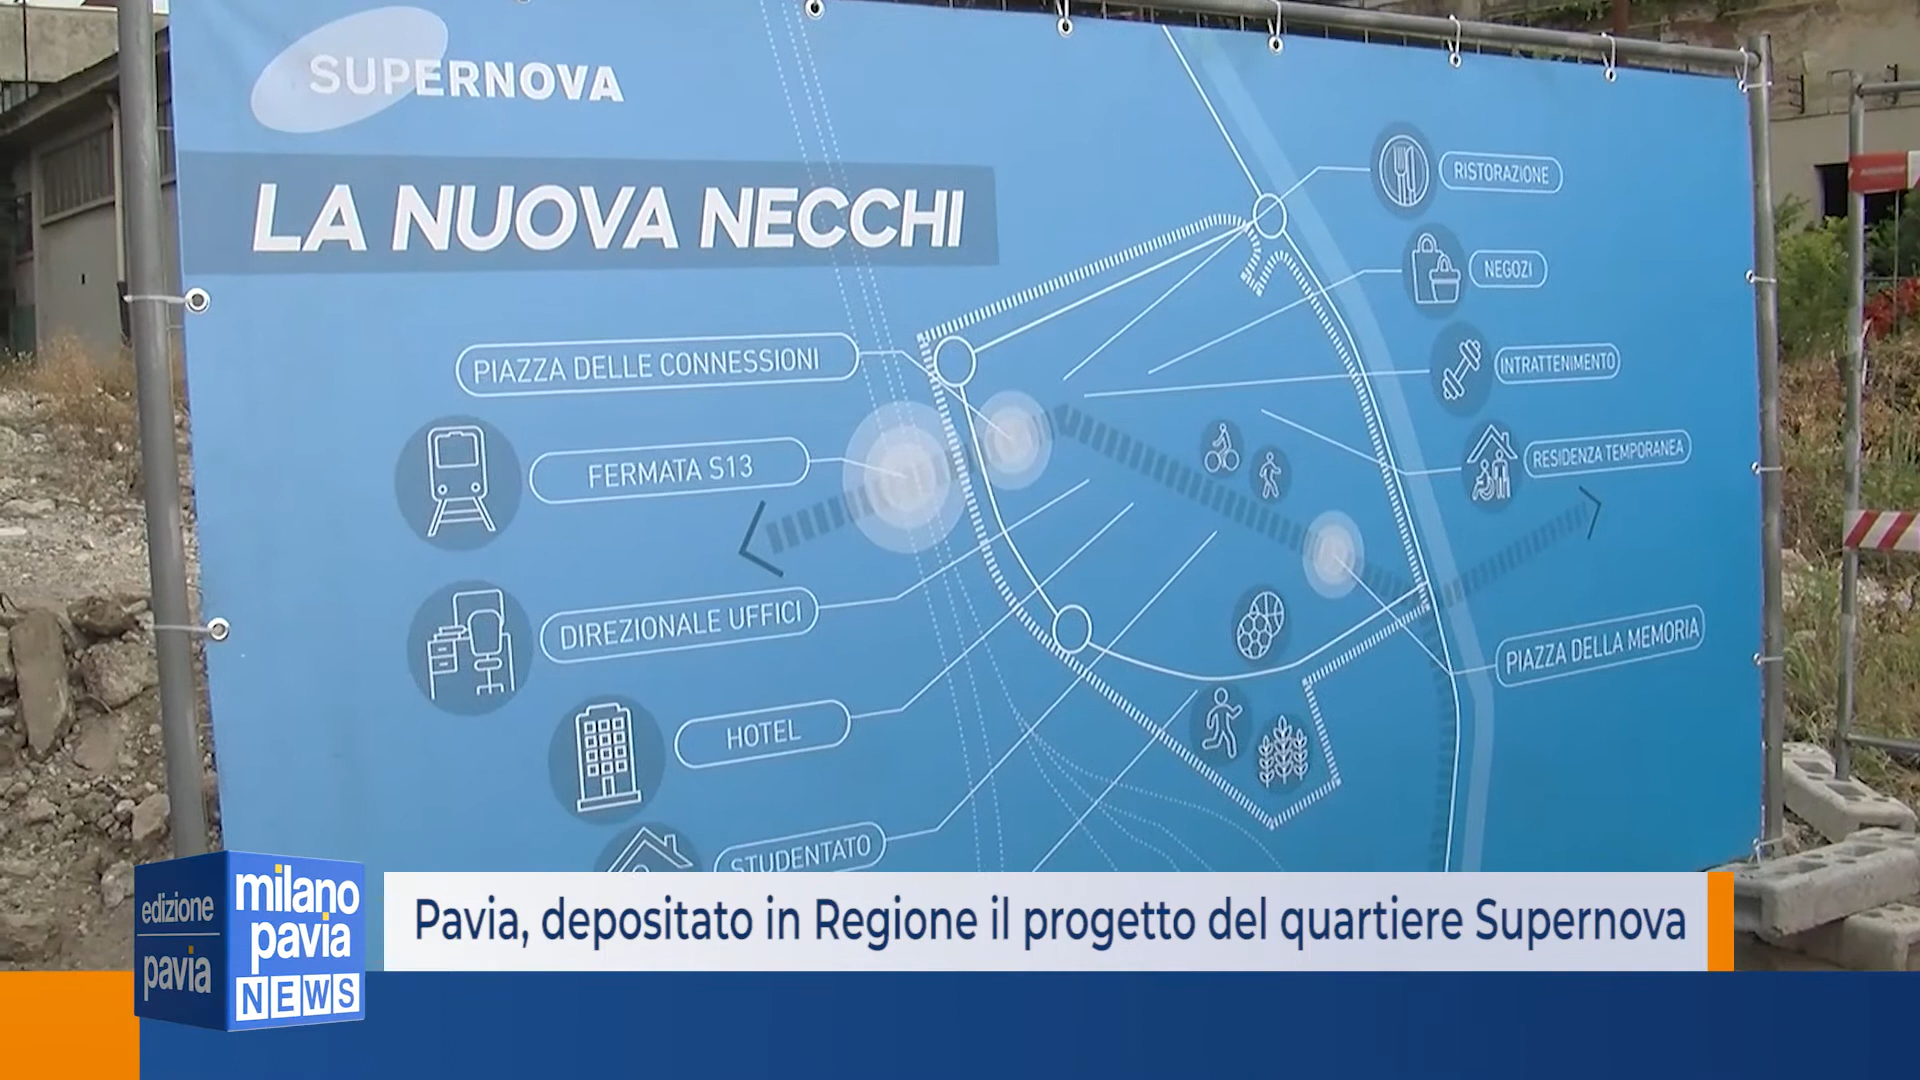 SUPERNOVA
LA NUOVA NECCHI
PIAZZA DELLE CONNESSIONI
FERMATA S13
DIREZIONALE UFFICI
HOTEL
STUDENTATO
RISTORAZIONE
NEGOZI
INTRATTENIMENTO
RESIDENZA TEMPORANEA
PIAZZA DELLA MEMORIA
edizione
pavia
milano
pavia
NEWS
Pavia, depositato in Regione il progetto del quartiere Supernova